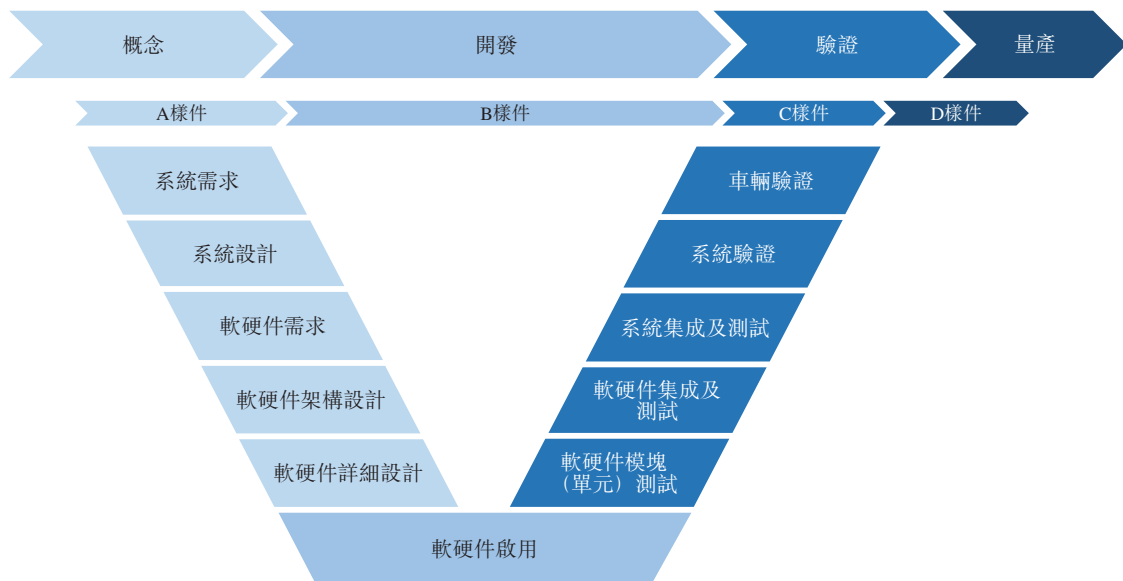 概念
開發
驗證
量產
A樣件
B樣件
C樣件
D樣件
系統需求
系統設計
軟硬件需求
軟硬件架構設計
軟硬件詳細設計
軟硬件啟用
車輛驗證
系統驗證
系統集成及測試
軟硬件集成及
測試
軟硬件模塊
（單元）測試